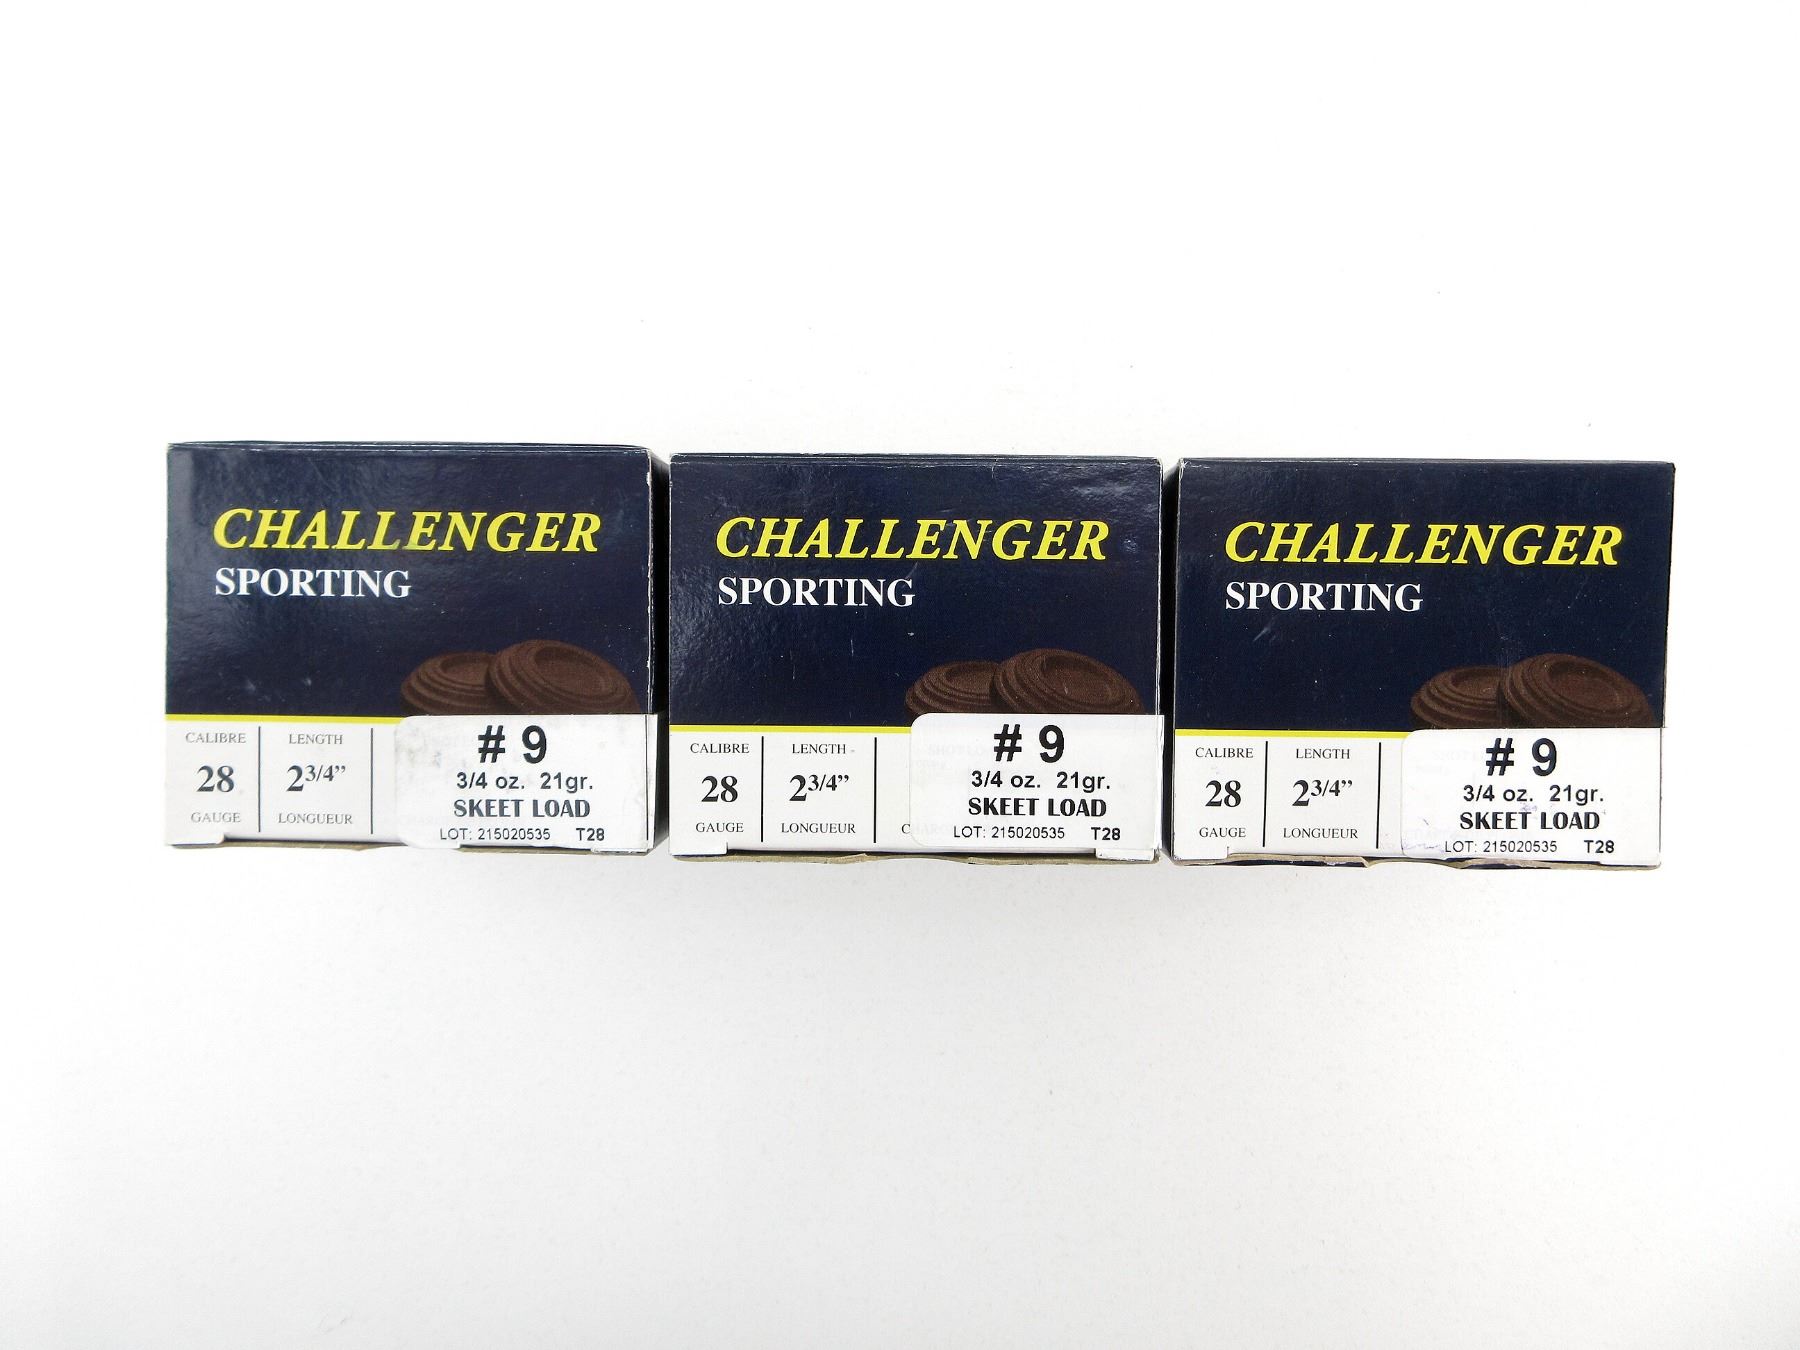 CHALLENGER
SPORTING
CALIBRE
28
GAUGE
LENGTH
2 3/4”
LONGUEUR
# 9
3/4 oz. 21gr.
SKEET LOAD
LOT: 215020535 T28
CHALLENGER
SPORTING
CALIBRE
28
GAUGE
LENGTH
2 3/4”
LONGUEUR
# 9
3/4 oz. 21gr.
SKEET LOAD
LOT: 215020535 T28
CHALLENGER
SPORTING
CALIBRE
28
GAUGE
LENGTH
2 3/4”
LONGUEUR
# 9
3/4 oz. 21gr.
SKEET LOAD
LOT: 215020535 T28